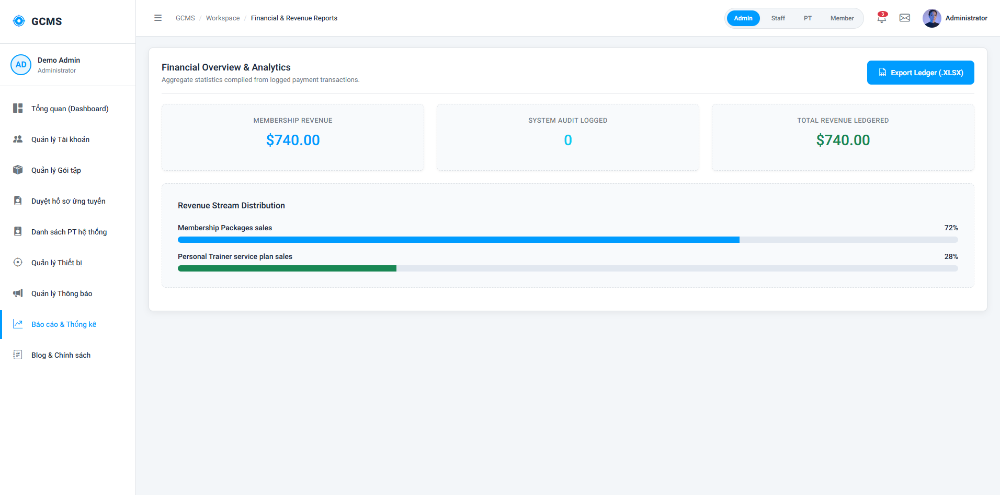 GCMS
GCMS / Workspace / Financial & Revenue Reports
Admin Staff PT Member
3
Administrator
AD
Demo Admin
Administrator
Tổng quan (Dashboard)
Quản lý Tài khoản
Quản lý Gói tập
Duyệt hồ sơ ứng tuyển
Danh sách PT hệ thống
Quản lý Thiết bị
Quản lý Thông báo
Báo cáo & Thống kê
Blog & Chính sách
Financial Overview & Analytics
Aggregate statistics compiled from logged payment transactions.
Export Ledger (.XLSX)
MEMBERSHIP REVENUE
$740.00
SYSTEM AUDIT LOGGED
0
TOTAL REVENUE LEDGERED
$740.00
Revenue Stream Distribution
Membership Packages sales 72%
Personal Trainer service plan sales 28%